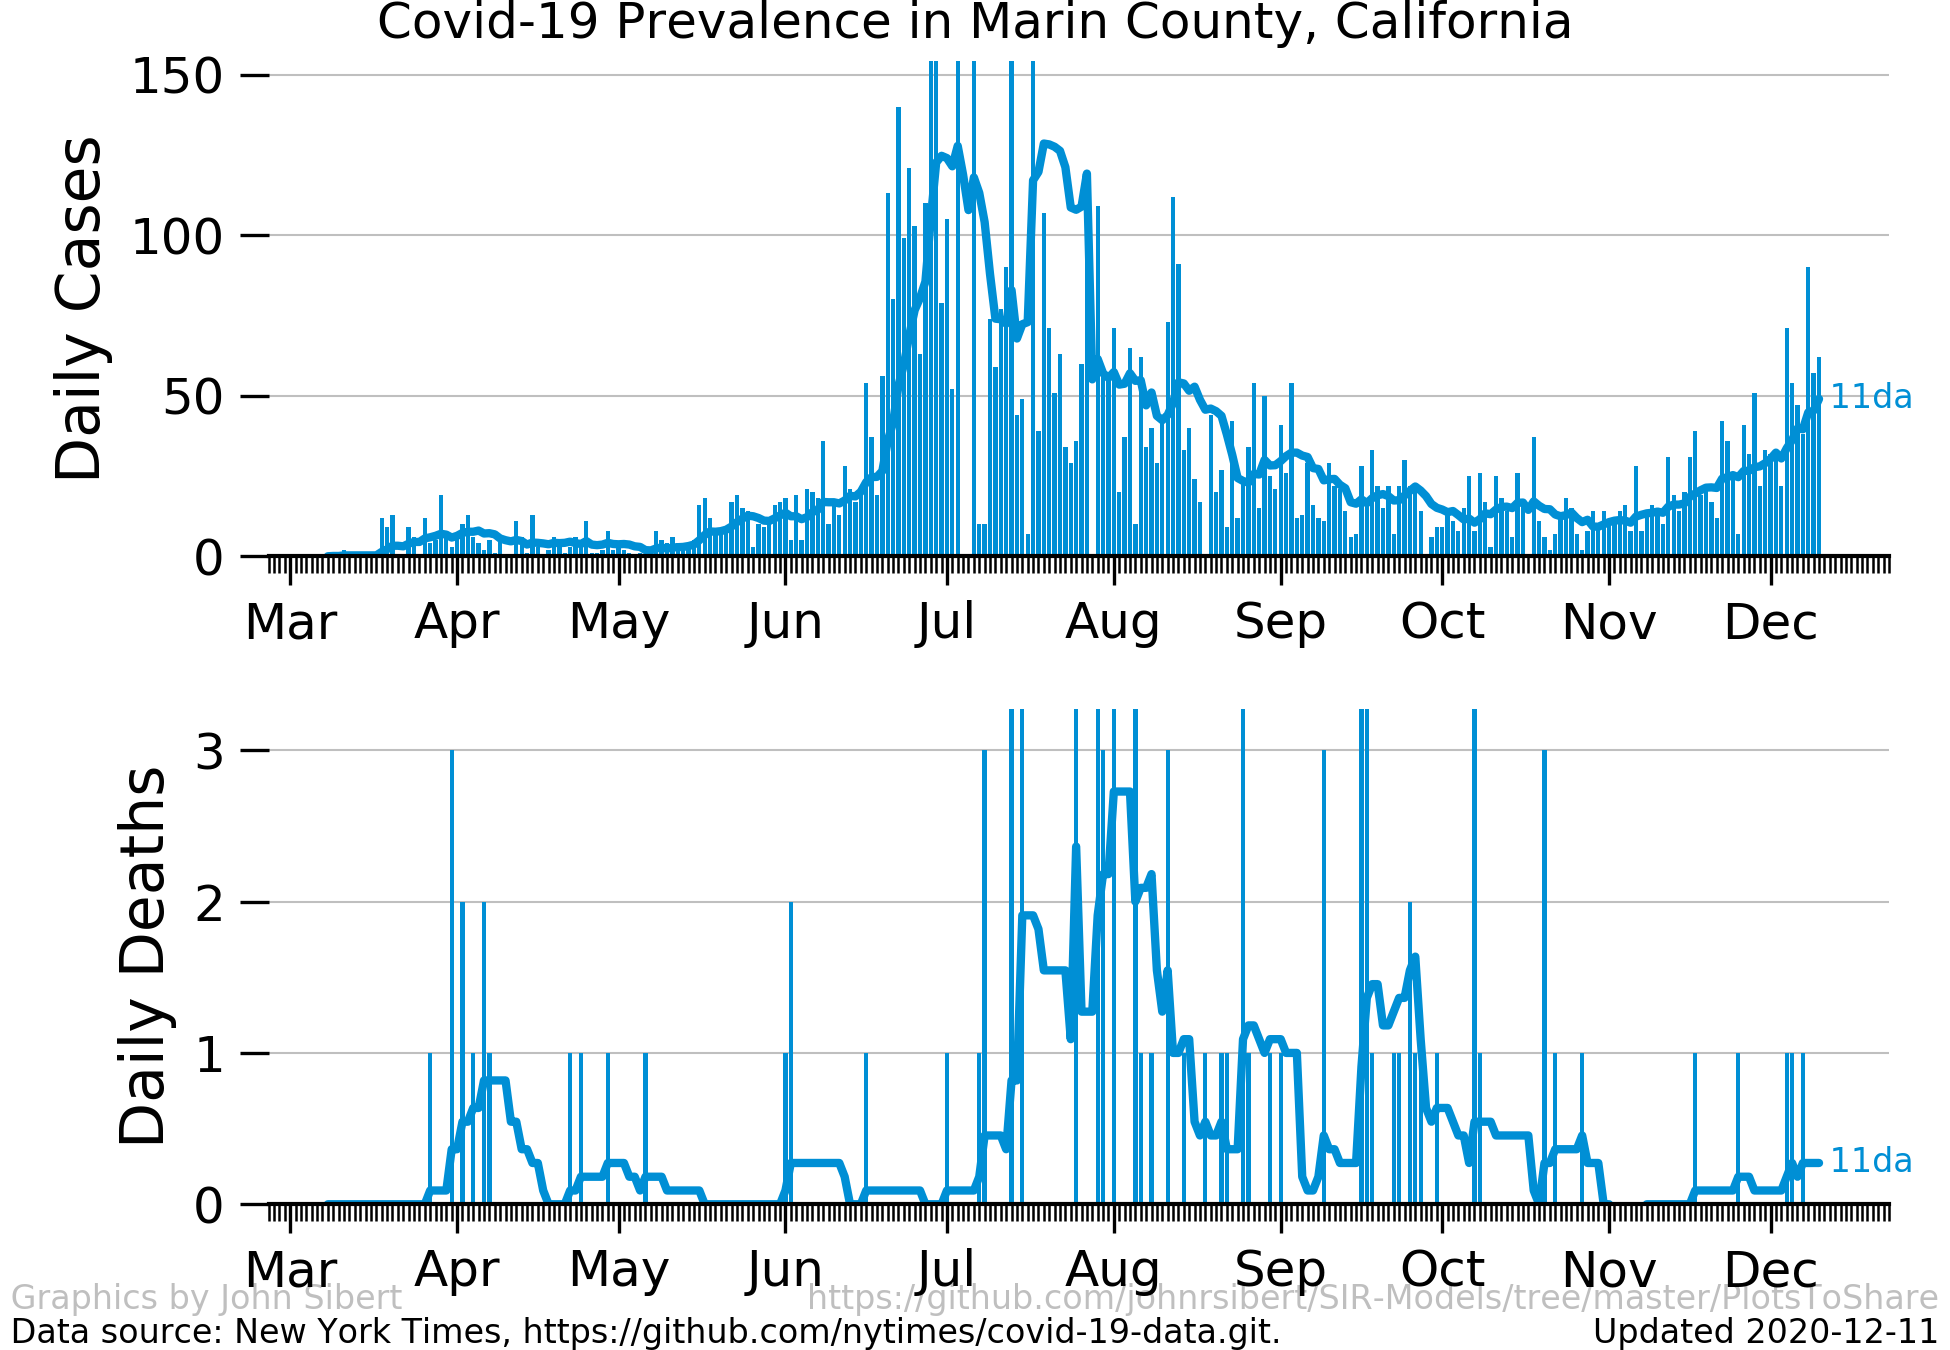 Covid-19 Prevalence in Marin County, California
Daily Cases
150
100
50
0
11da
Mar Apr May Jun Jul Aug Sep Oct Nov Dec
Daily Deaths
3
2
1
0
11da
Mar Apr May Jun Jul Aug Sep Oct Nov Dec
Graphics by John Sibert https://github.com/johnrsibert/SIR-Models/tree/master/PlotsToShare
Data source: New York Times, https://github.com/nytimes/covid-19-data.git. Updated 2020-12-11